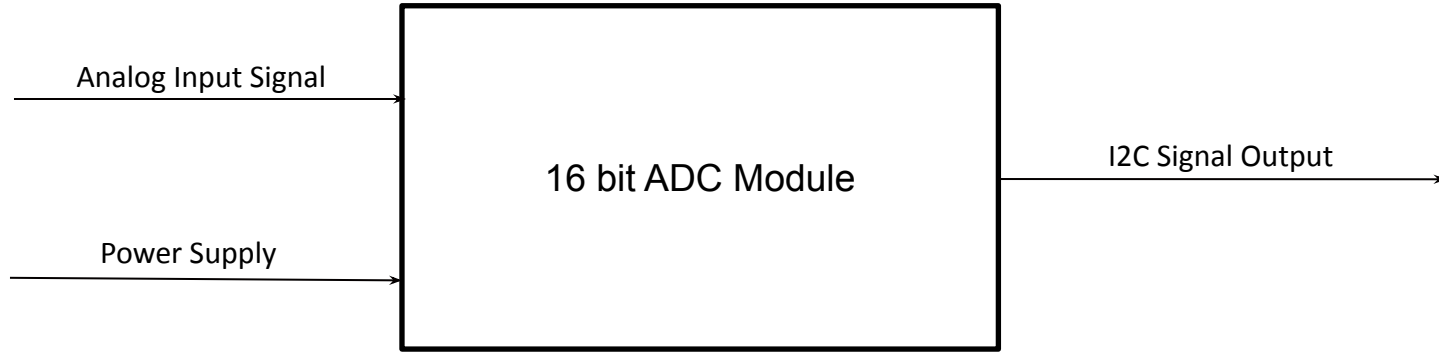 Analog Input Signal
16 bit ADC Module
I2C Signal Output
Power Supply